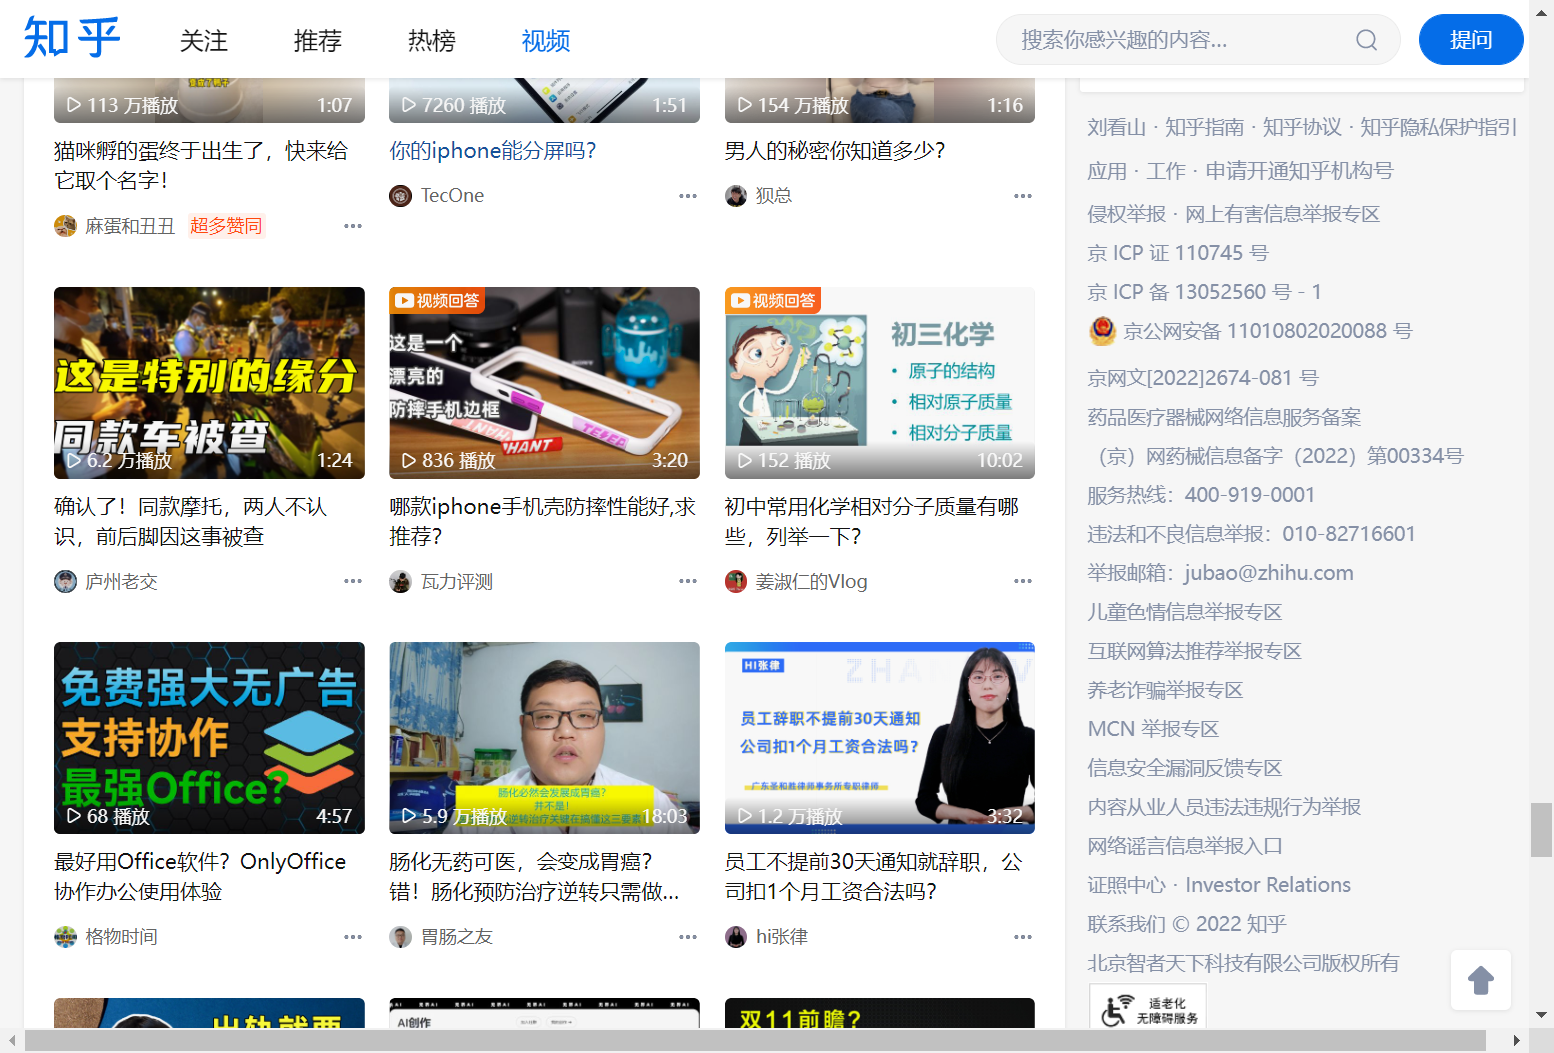 知乎 关注 推荐 热榜 视频 搜索你感兴趣的内容... 提问
113 万播放 1:07
猫咪孵的蛋终于出生了，快来给
它取个名字！
麻蛋和丑丑 超多赞同
7260 播放 1:51
你的iphone能分屏吗？
TecOne
154 万播放 1:16
男人的秘密你知道多少？
狈总
这是特别的缘分
同款车被查
6.2 万播放 1:24
确认了！同款摩托，两人不认
识，前后脚因这事被查
庐州老交
视频回答
这是一个
漂亮的
防摔手机边框
836 播放 3:20
哪款iphone手机壳防摔性能好,求
推荐？
瓦力评测
视频回答
初三化学
• 原子的结构
• 相对原子质量
• 相对分子质量
152 播放 10:02
初中常用化学相对分子质量有哪
些，列举一下？
姜淑仁的Vlog
免费强大无广告
支持协作
最强Office?
68 播放 4:57
最好用Office软件？OnlyOffice
协作办公使用体验
格物时间
肠化必然会发展成胃癌？
并不是！
逆转治疗关键在搞懂这三要素
5.9 万播放 18:03
肠化无药可医，会变成胃癌？
错！肠化预防治疗逆转只需做...
胃肠之友
HI张律
员工辞职不提前30天通知
公司扣1个月工资合法吗？
广东圣和胜律师事务所专职律师
1.2 万播放 3:32
员工不提前30天通知就辞职，公
司扣1个月工资合法吗？
hi张律
AI创作
双11前瞻？
刘看山 · 知乎指南 · 知乎协议 · 知乎隐私保护指引
应用 · 工作 · 申请开通知乎机构号
侵权举报 · 网上有害信息举报专区
京 ICP 证 110745 号
京 ICP 备 13052560 号 - 1
京公网安备 11010802020088 号
京网文[2022]2674-081 号
药品医疗器械网络信息服务备案
（京）网药械信息备字（2022）第00334号
服务热线：400-919-0001
违法和不良信息举报：010-82716601
举报邮箱：jubao@zhihu.com
儿童色情信息举报专区
互联网算法推荐举报专区
养老诈骗举报专区
MCN 举报专区
信息安全漏洞反馈专区
内容从业人员违法违规行为举报
网络谣言信息举报入口
证照中心 · Investor Relations
联系我们 © 2022 知乎
北京智者天下科技有限公司版权所有
适老化
无障碍服务